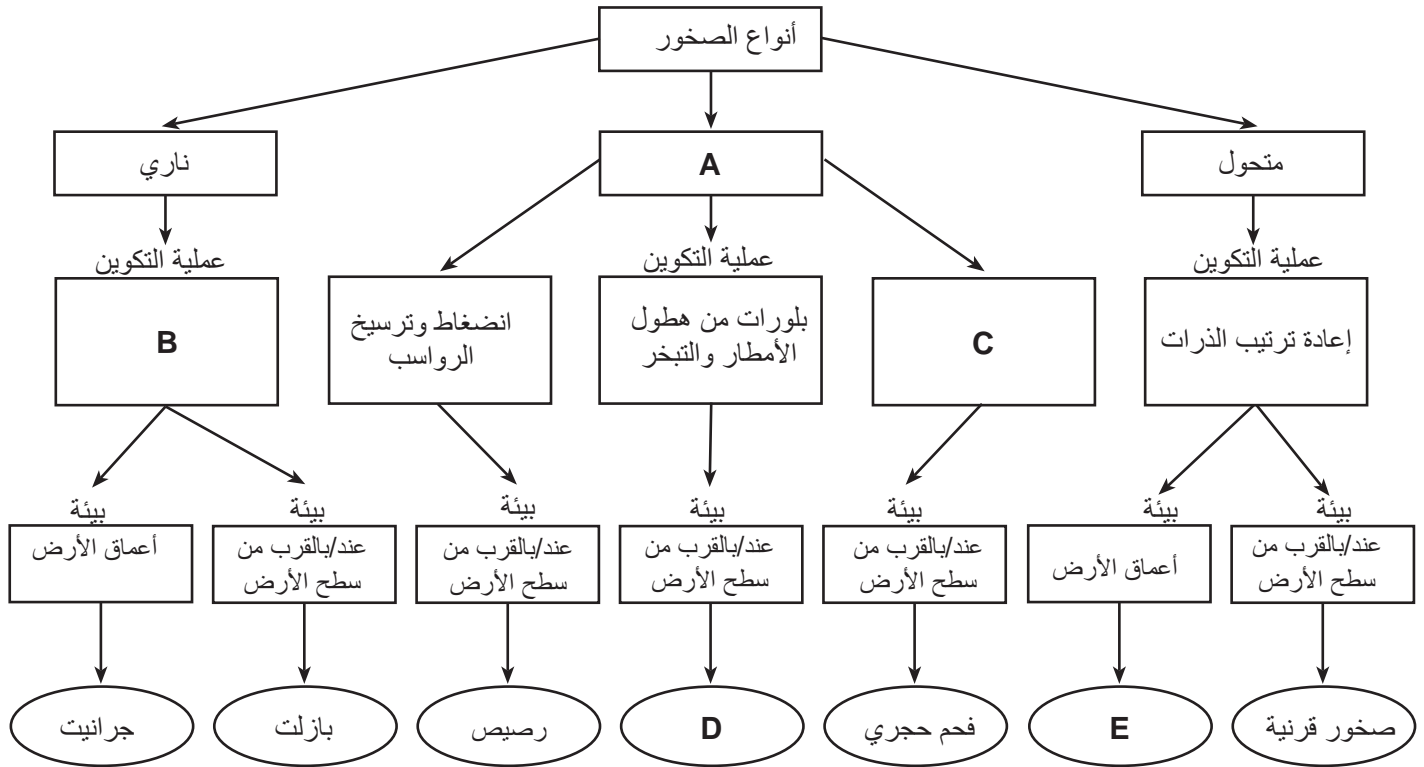 أنواع الصخور
متحول
A
ناري
عملية التكوين
عملية التكوين
عملية التكوين
إعادة ترتيب الذرات
C
بلورات من هطول
الأمطار والتبخر
انضغاط وترسيخ
الرواسب
B
بيئة
بيئة
بيئة
بيئة
بيئة
بيئة
بيئة
عند/بالقرب من
سطح الأرض
أعماق الأرض
عند/بالقرب من
سطح الأرض
عند/بالقرب من
سطح الأرض
عند/بالقرب من
سطح الأرض
عند/بالقرب من
سطح الأرض
أعماق الأرض
صخور قرنية
E
فحم حجري
D
رصيص
بازلت
جرانيت